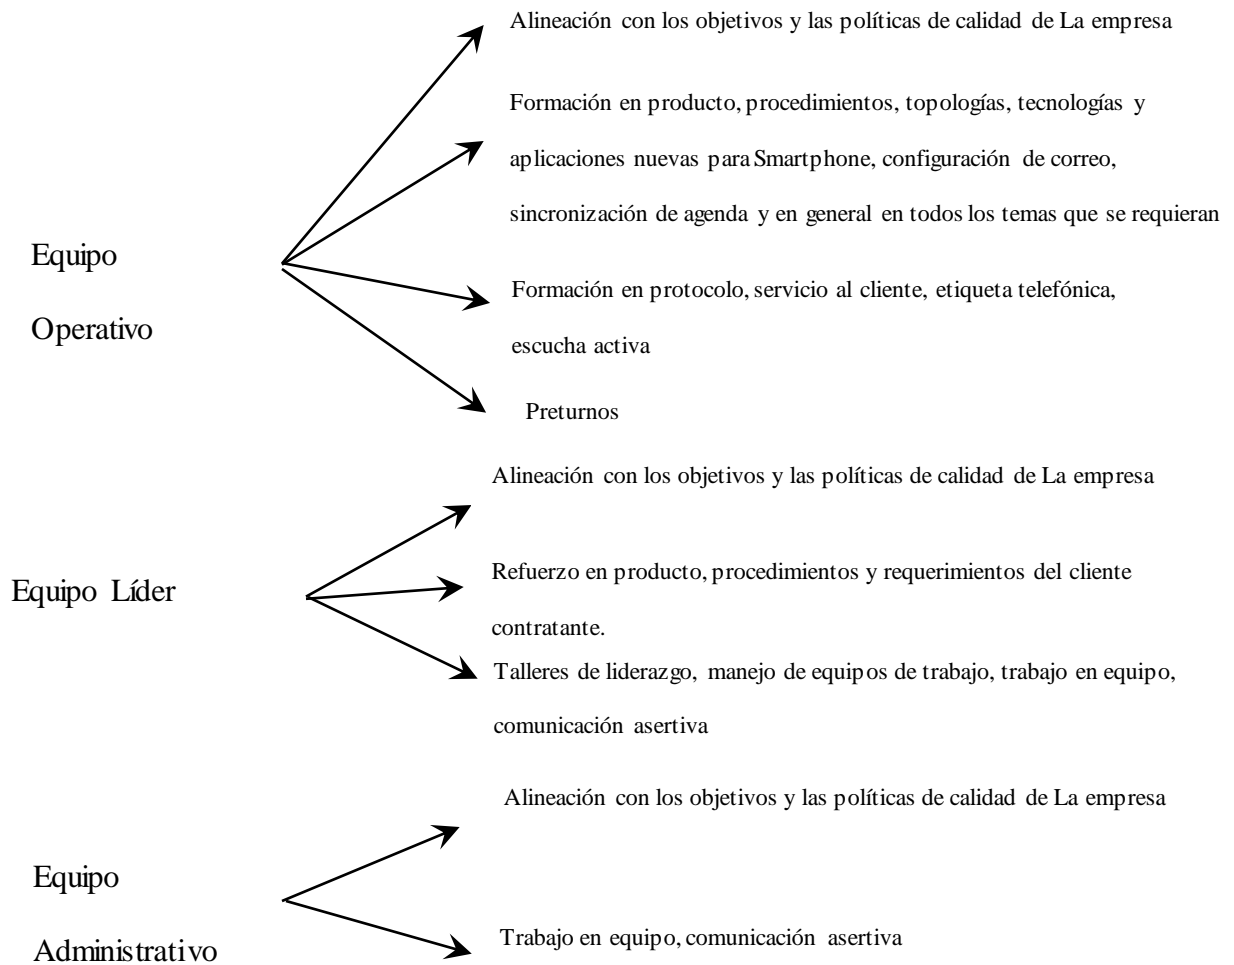 Alineación con los objetivos y las políticas de calidad de La empresa
Formación en producto, procedimientos, topologías, tecnologías y
aplicaciones nuevas para Smartphone, configuración de correo,
sincronización de agenda y en general en todos los temas que se requieran
Equipo
Operativo
Formación en protocolo, servicio al cliente, etiqueta telefónica,
escucha activa
Preturnos
Alineación con los objetivos y las políticas de calidad de La empresa
Equipo Líder
Refuerzo en producto, procedimientos y requerimientos del cliente
contratante.
Talleres de liderazgo, manejo de equipos de trabajo, trabajo en equipo,
comunicación asertiva
Alineación con los objetivos y las políticas de calidad de La empresa
Equipo
Administrativo
Trabajo en equipo, comunicación asertiva